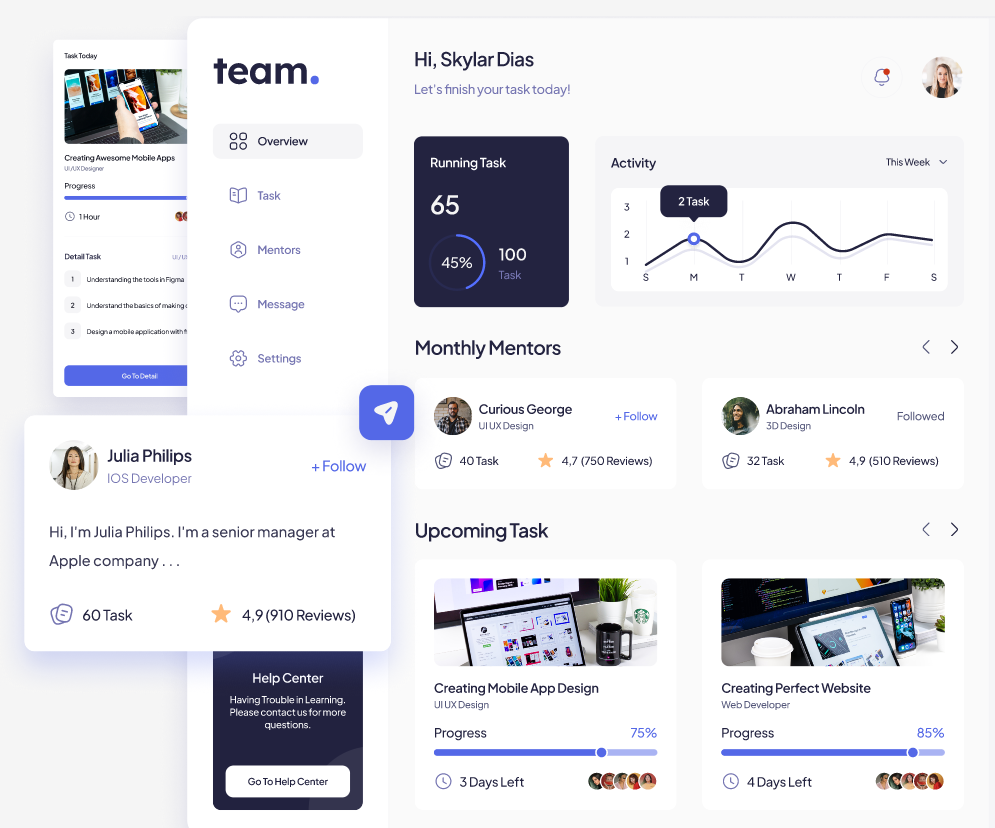 Task Today
Creating Awesome Mobile Apps
UI/UX Designer
Progress
1 Hour
Detail Task
UI / U
1 Understanding the tools in Figma
2 Understand the basics of making
3 Design a mobile application with
Go To Detail
team.
Overview
Task
Mentors
Message
Settings
Hi, Skylar Dias
Let's finish your task today!
Running Task
65
45%
100
Task
Activity
This Week
3
2
1
2 Task
S M T W T F S
Monthly Mentors
Curious George
UI UX Design
+ Follow
40 Task
4,7 (750 Reviews)
Abraham Lincoln
3D Design
Followed
32 Task
4,9 (510 Reviews)
Julia Philips
IOS Developer
+ Follow
Hi, I'm Julia Philips. I'm a senior manager at
Apple company . . .
60 Task
4,9 (910 Reviews)
Help Center
Having Trouble in Learning.
Please contact us for more
questions.
Go To Help Center
Upcoming Task
Creating Mobile App Design
UI UX Design
Progress
75%
3 Days Left
Creating Perfect Website
Web Developer
Progress
85%
4 Days Left